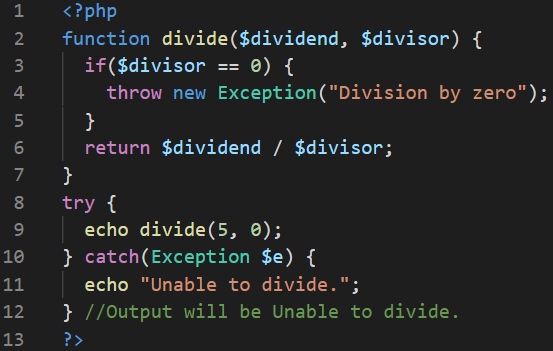 1 <?php
2 function divide($dividend, $divisor) {
3   if($divisor == 0) {
4     throw new Exception("Division by zero");
5   }
6   return $dividend / $divisor;
7 }
8 try {
9   echo divide(5, 0);
10 } catch(Exception $e) {
11   echo "Unable to divide.";
12 } //Output will be Unable to divide.
13 ?>